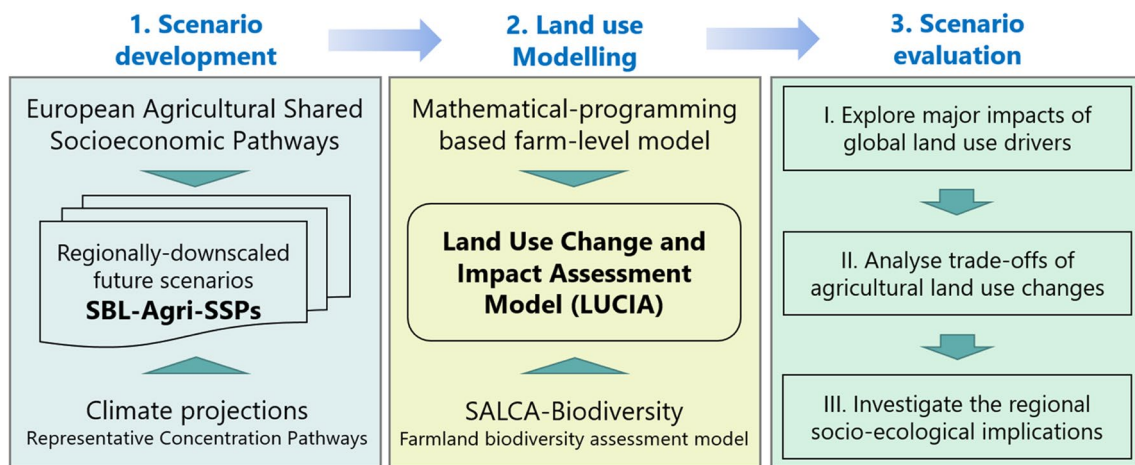 1. Scenario
development
2. Land use
Modelling
3. Scenario
evaluation
European Agricultural Shared
Socioeconomic Pathways
Regionally-downscaled
future scenarios
SBL-Agri-SSPs
Climate projections
Representative Concentration Pathways
Mathematical-programming
based farm-level model
Land Use Change and
Impact Assessment
Model (LUCIA)
SALCA-Biodiversity
Farmland biodiversity assessment model
I. Explore major impacts of
global land use drivers
II. Analyse trade-offs of
agricultural land use changes
III. Investigate the regional
socio-ecological implications